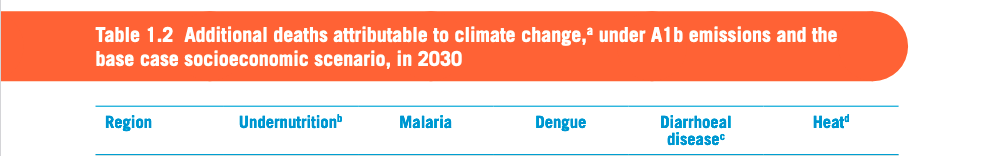 Table 1.2 Additional deaths attributable to climate change,ᵃ under A1b emissions and the
base case socioeconomic scenario, in 2030
Region Undernutritionᵇ Malaria Dengue Diarrhoeal diseaseᶜ Heatᵈ